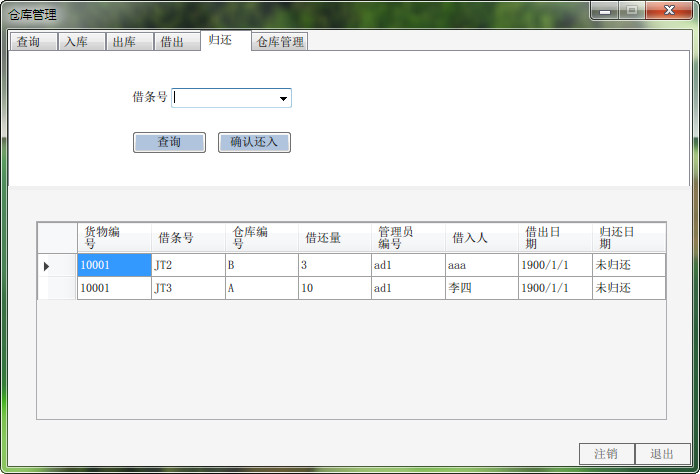 仓库管理
查询 入库 出库 借出 归还 仓库管理
借条号
查询 确认还入
货物编号 借条号 仓库编号 借还量 管理员编号 借入人 借出日期 归还日期
10001 JT2 B 3 ad1 aaa 1900/1/1 未归还
10001 JT3 A 10 ad1 李四 1900/1/1 未归还
注销 退出